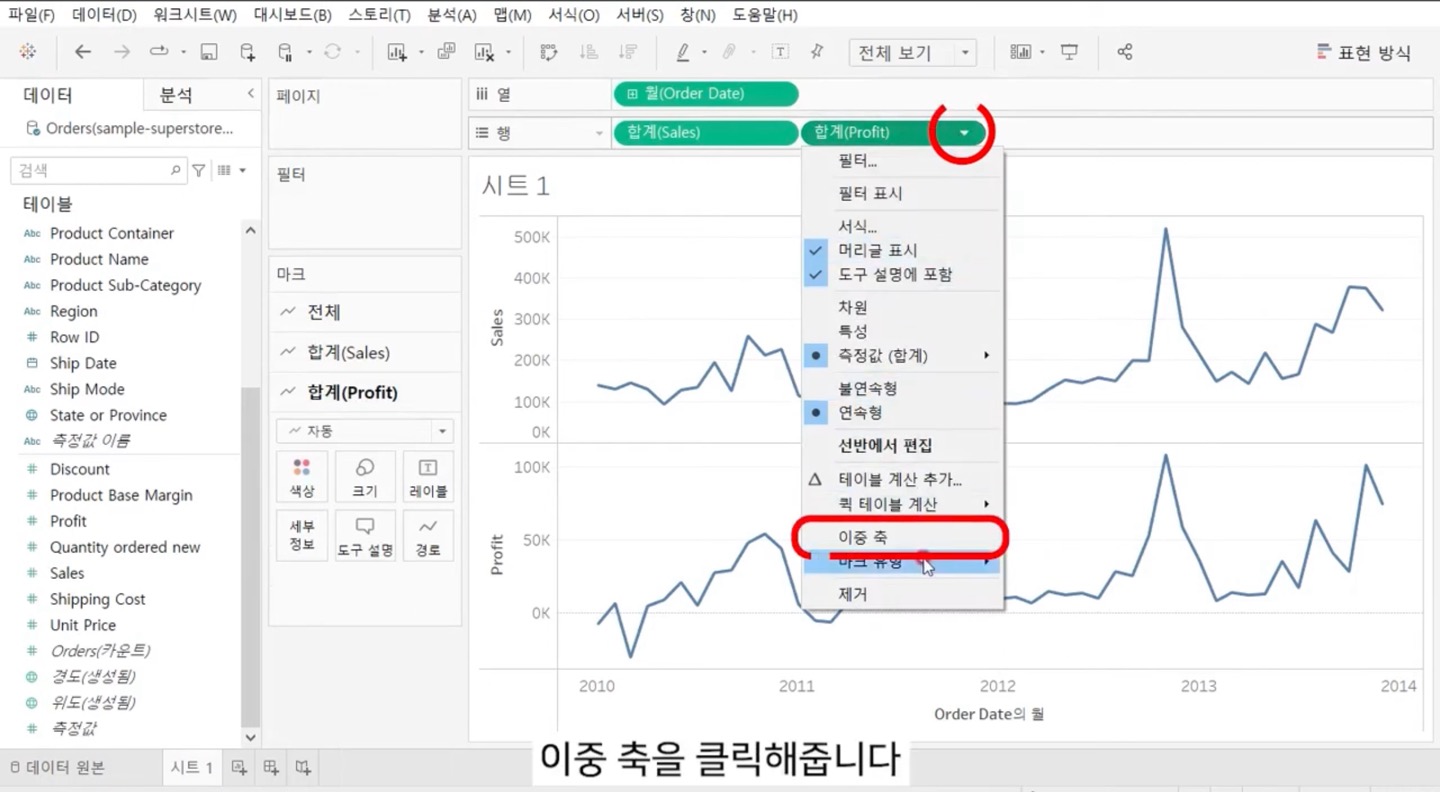 파일(F) 데이터(D) 워크시트(W) 대시보드(B) 스토리(T) 분석(A) 맵(M) 서식(O) 서버(S) 창(N) 도움말(H)
전체 보기
표현 방식
데이터 분석
Orders(sample-superstore...
검색
테이블
Abc Product Container
Abc Product Name
Abc Product Sub-Category
Abc Region
# Row ID
Ship Date
Abc Ship Mode
State or Province
Abc 측정값 이름
# Discount
# Product Base Margin
# Profit
# Quantity ordered new
# Sales
# Shipping Cost
# Unit Price
# Orders(카운트)
경도(생성됨)
위도(생성됨)
# 측정값
페이지
필터
마크
전체
합계(Sales)
합계(Profit)
자동
색상 크기 레이블
세부 정보 도구 설명 경로
열 월(Order Date)
행 합계(Sales) 합계(Profit)
시트 1
500K
400K
300K
200K
100K
0K
Sales
100K
50K
0K
Profit
2010 2011 2012 2013 2014
Order Date의 월
필터...
필터 표시
서식...
머리글 표시
도구 설명에 포함
차원
특성
측정값 (합계)
불연속형
연속형
선반에서 편집
테이블 계산 추가...
퀵 테이블 계산
이중 축
마크 유형
제거
데이터 원본 시트 1
이중 축을 클릭해줍니다